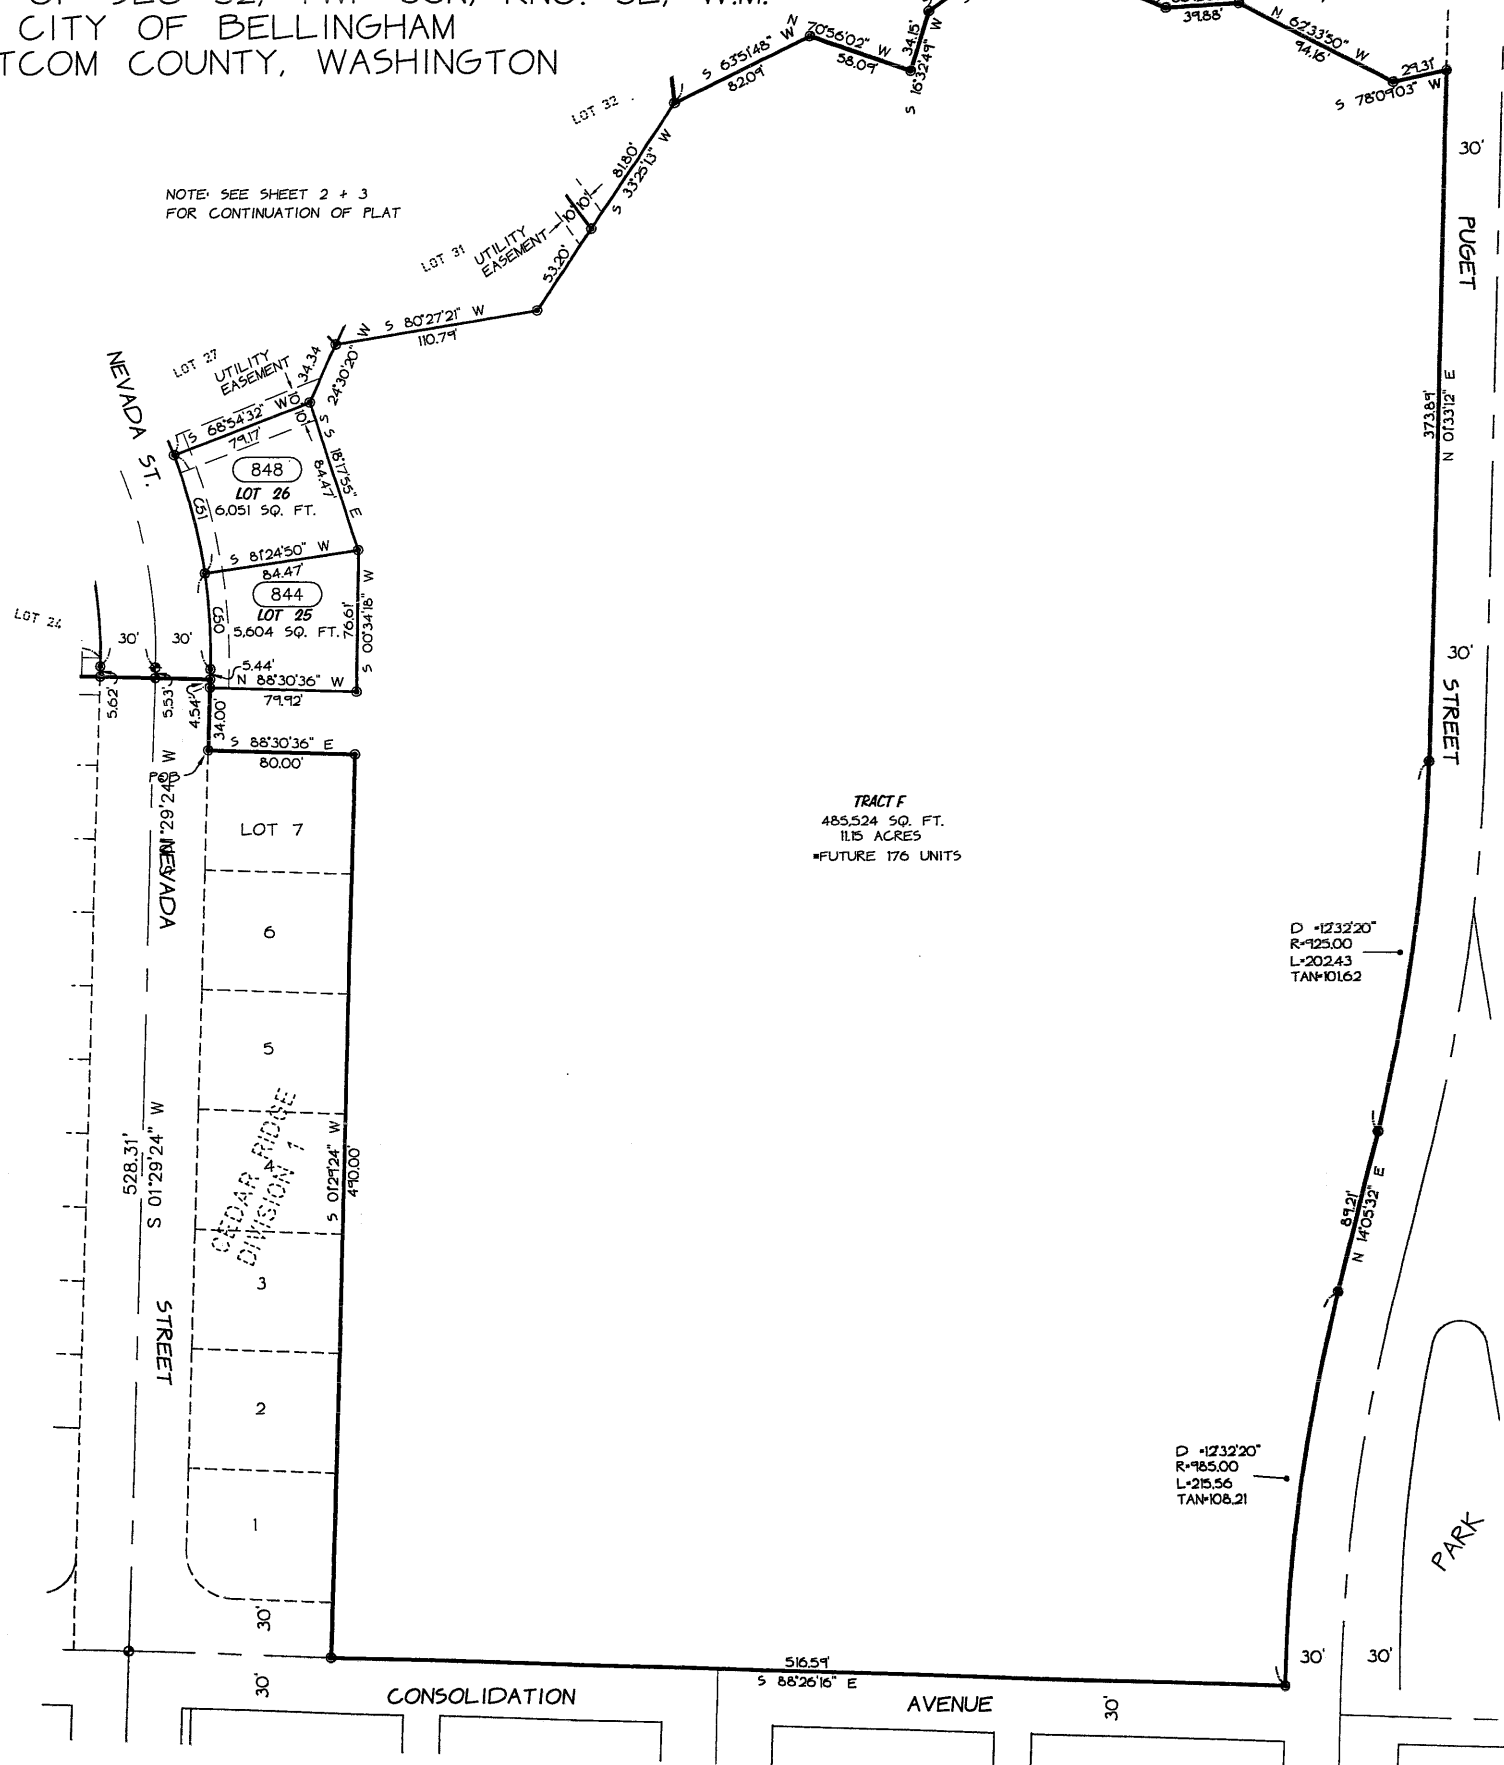 CITY OF BELLINGHAM
TCOM COUNTY, WASHINGTON
NOTE: SEE SHEET 2 + 3
FOR CONTINUATION OF PLAT
LOT 32
S 63°51'48" W
82.09'
N 70°56'02" W
58.09'
34.15'
S 16°32'49" W
39.88'
N 62°33'50" W
94.16'
29.31'
S 78°09'03" W
30'
PUGET
81.80'
S 33°25'13" W
10'
10'
LOT 31
UTILITY
EASEMENT
53.20'
S 80°27'21" W
110.79'
34.34
S 24°30'20" W
LOT 27
UTILITY
EASEMENT
NEVADA ST.
S 68°54'32" W
79.17'
10'
10'
848
LOT 26
6,051 SQ. FT.
C51
S 18°17'55" E
84.47'
373.89'
N 01°33'12" E
S 81°24'50" W
84.47'
844
LOT 25
5,604 SQ. FT.
C50
76.61'
S 00°34'18" W
LOT 24
30'
30'
5.44'
N 88°30'36" W
79.92'
5.62'
5.53'
4.54'
34.00'
S 88°30'36" E
80.00'
POB
30'
STREET
NEVADA
LOT 7
6
5
4
3
2
1
CEDAR RIDGE
DIVISION 1
TRACT F
485,524 SQ. FT.
11.15 ACRES
*FUTURE 176 UNITS
D =12°32'20"
R=925.00
L=202.43
TAN=101.62
528.31'
S 01°29'24" W
S 01°29'24" W
490.00'
89.21'
N 14°05'32" E
STREET
D =12°32'20"
R=985.00
L=215.56
TAN=108.21
PARK
30'
30'
30'
30'
516.59'
S 88°26'16" E
CONSOLIDATION
AVENUE
30'